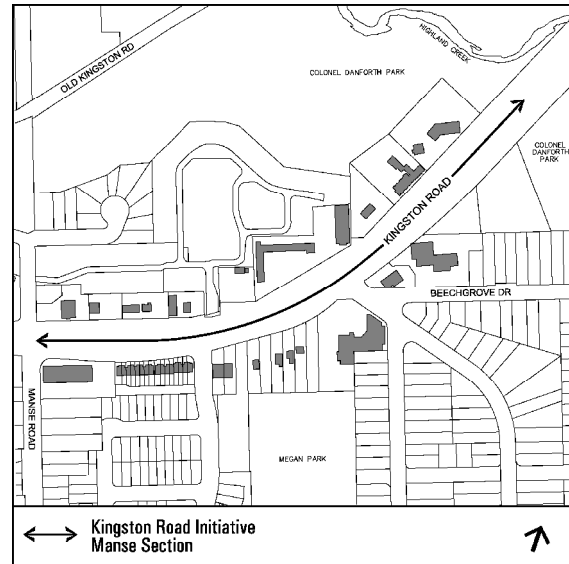 HIGHLAND
CREEK
OLD KINGSTON RD
COLONEL DANFORTH PARK
COLONEL
DANFORTH
PARK
KINGSTON ROAD
BEECHGROVE DR
MANSE ROAD
MEGAN PARK
Kingston Road Initiative
Manse Section